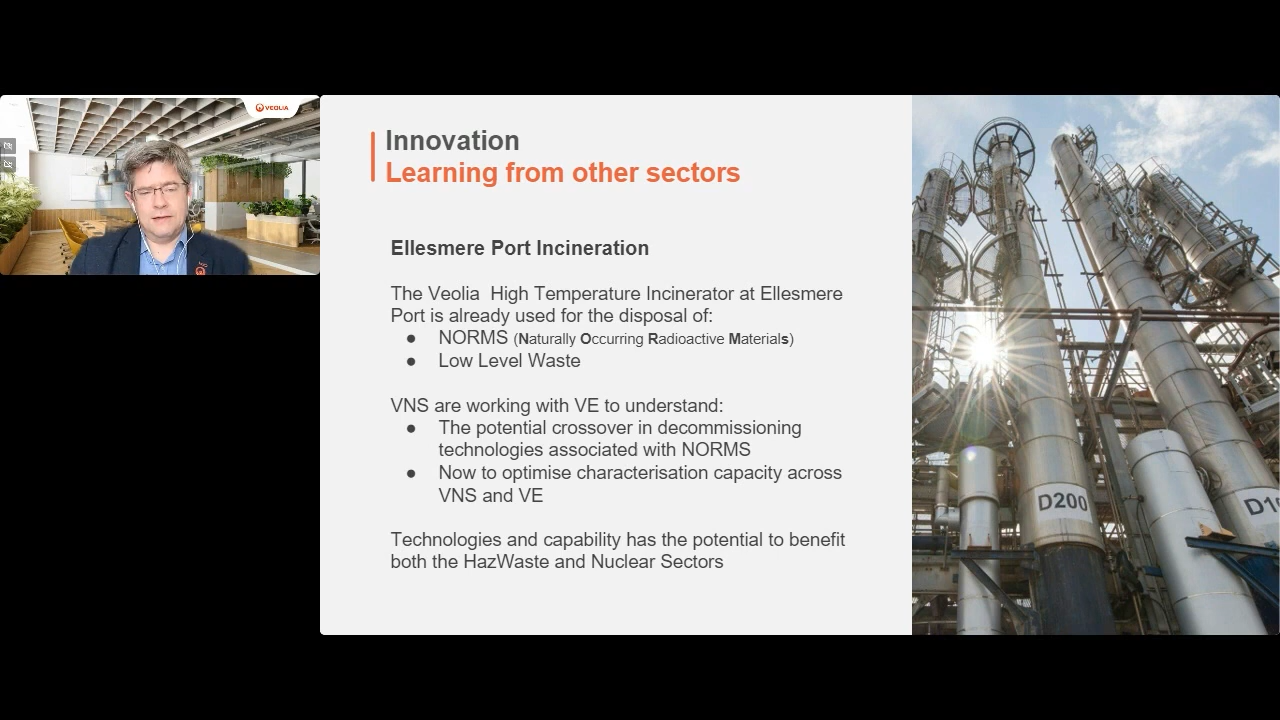 VEOLIA
Innovation
Learning from other sectors
Ellesmere Port Incineration
The Veolia High Temperature Incinerator at Ellesmere
Port is already used for the disposal of:
● NORMS (Naturally Occurring Radioactive Materials)
● Low Level Waste
VNS are working with VE to understand:
● The potential crossover in decommissioning
technologies associated with NORMS
● Now to optimise characterisation capacity across
VNS and VE
Technologies and capability has the potential to benefit
both the HazWaste and Nuclear Sectors
D200